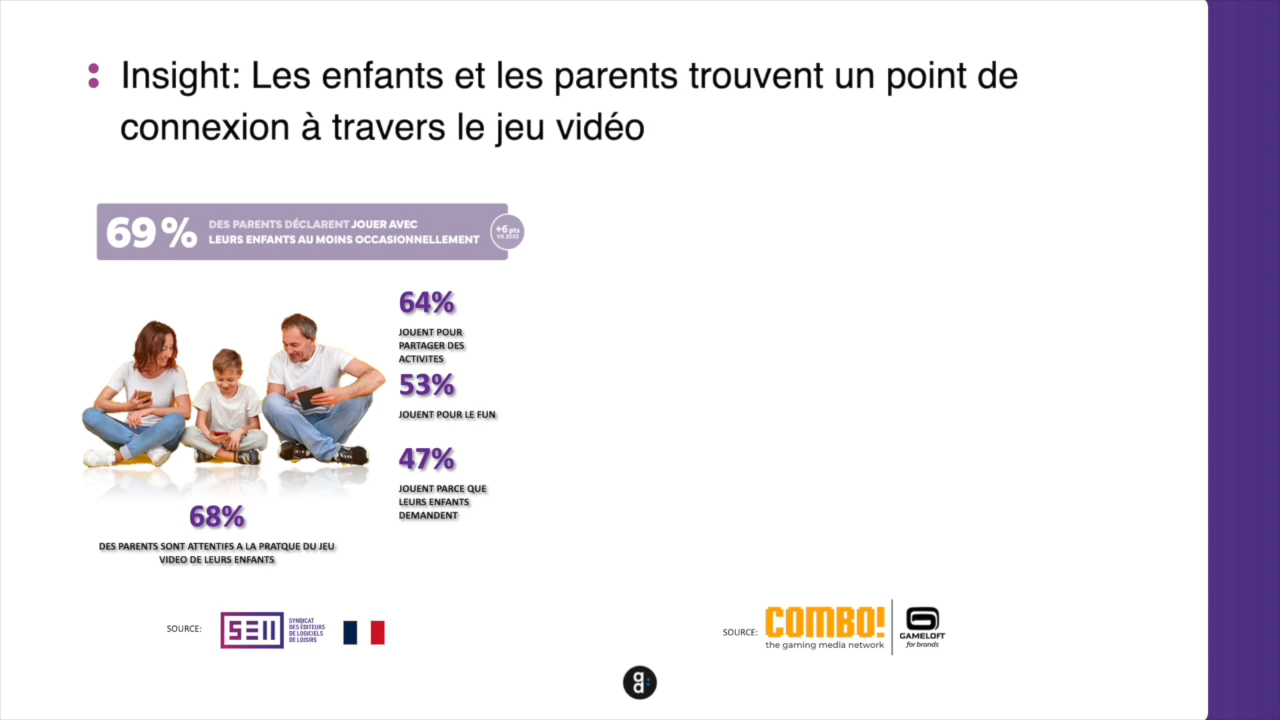 Insight: Les enfants et les parents trouvent un point de
connexion à travers le jeu vidéo
69% DES PARENTS DÉCLARENT JOUER AVEC
LEURS ENFANTS AU MOINS OCCASIONNELLEMENT
+6 pts
VS 2022
64%
JOUENT POUR
PARTAGER DES
ACTIVITES
53%
JOUENT POUR LE FUN
47%
JOUENT PARCE QUE
LEURS ENFANTS
DEMANDENT
68%
DES PARENTS SONT ATTENTIFS A LA PRATQUE DU JEU
VIDEO DE LEURS ENFANTS
SOURCE:
SELL
SYNDICAT
DES ÉDITEURS
DE LOGICIELS
DE LOISIRS
SOURCE:
COMBO!
the gaming media network
GAMELOFT
for brands
aa: